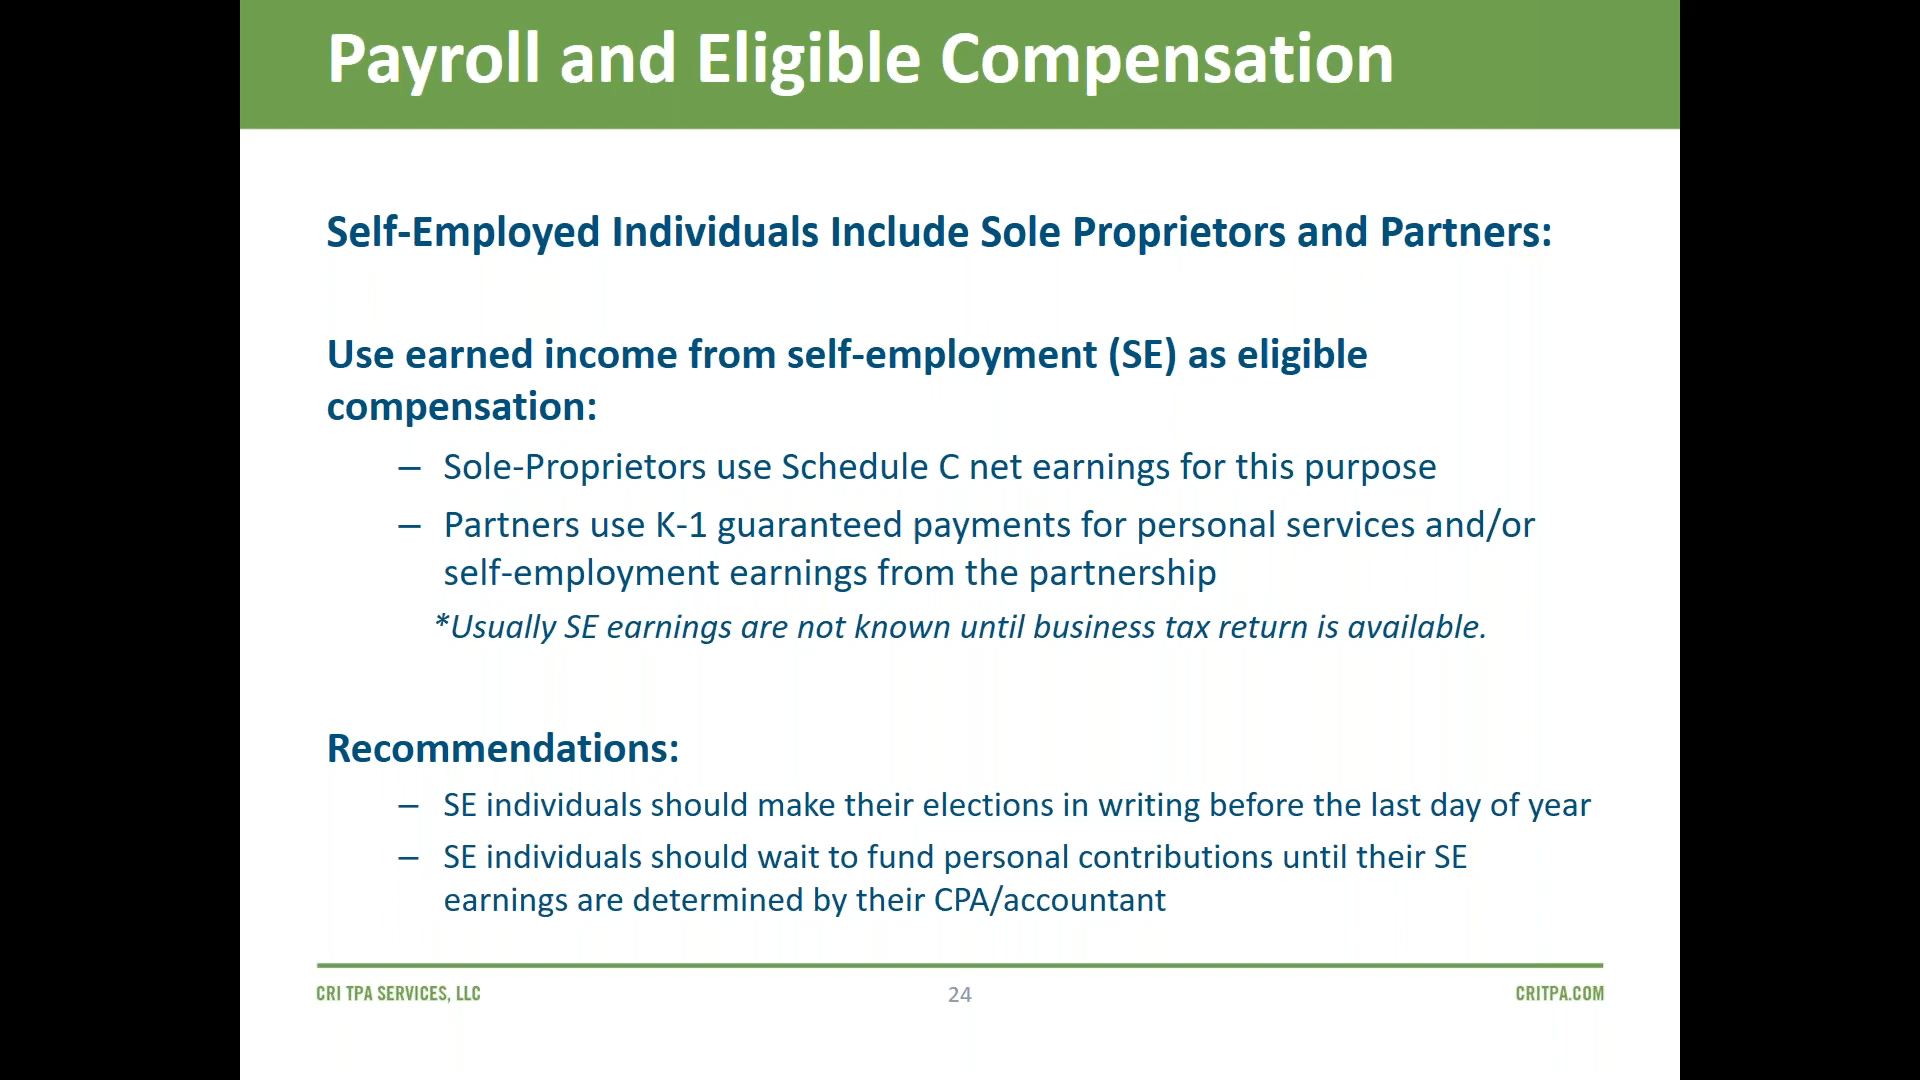 Payroll and Eligible Compensation
Self-Employed Individuals Include Sole Proprietors and Partners:
Use earned income from self-employment (SE) as eligible
compensation:
– Sole-Proprietors use Schedule C net earnings for this purpose
– Partners use K-1 guaranteed payments for personal services and/or
self-employment earnings from the partnership
*Usually SE earnings are not known until business tax return is available.
Recommendations:
– SE individuals should make their elections in writing before the last day of year
– SE individuals should wait to fund personal contributions until their SE
earnings are determined by their CPA/accountant
CRI TPA SERVICES, LLC
24
CRITPA.COM